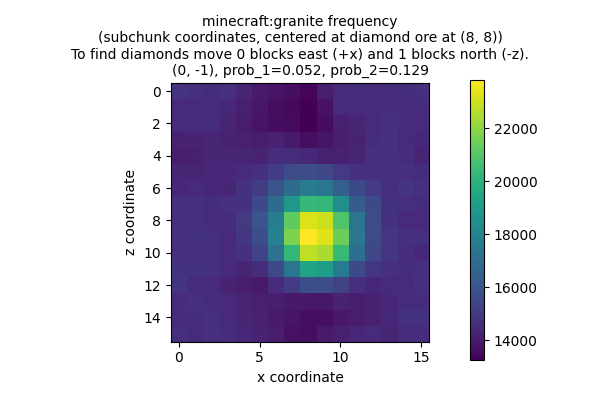 minecraft:granite frequency
(subchunk coordinates, centered at diamond ore at (8, 8))
To find diamonds move 0 blocks east (+x) and 1 blocks north (-z).
(0, -1), prob_1=0.052, prob_2=0.129
0
2
4
6
8
10
12
14
z coordinate
0
5
10
15
x coordinate
22000
20000
18000
16000
14000